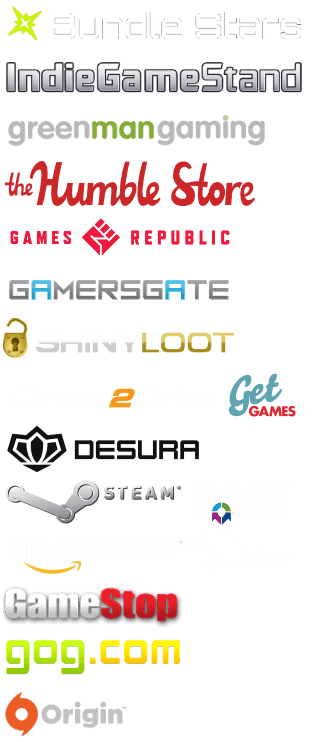 Bundle Stars
IndieGameStand
greenmangaming
the Humble Store
GAMES REPUBLIC
GAMERSGATE
SHINYLOOT
2
Get
GAMES
DESURA
STEAM
GameStop
gog.com
Origin